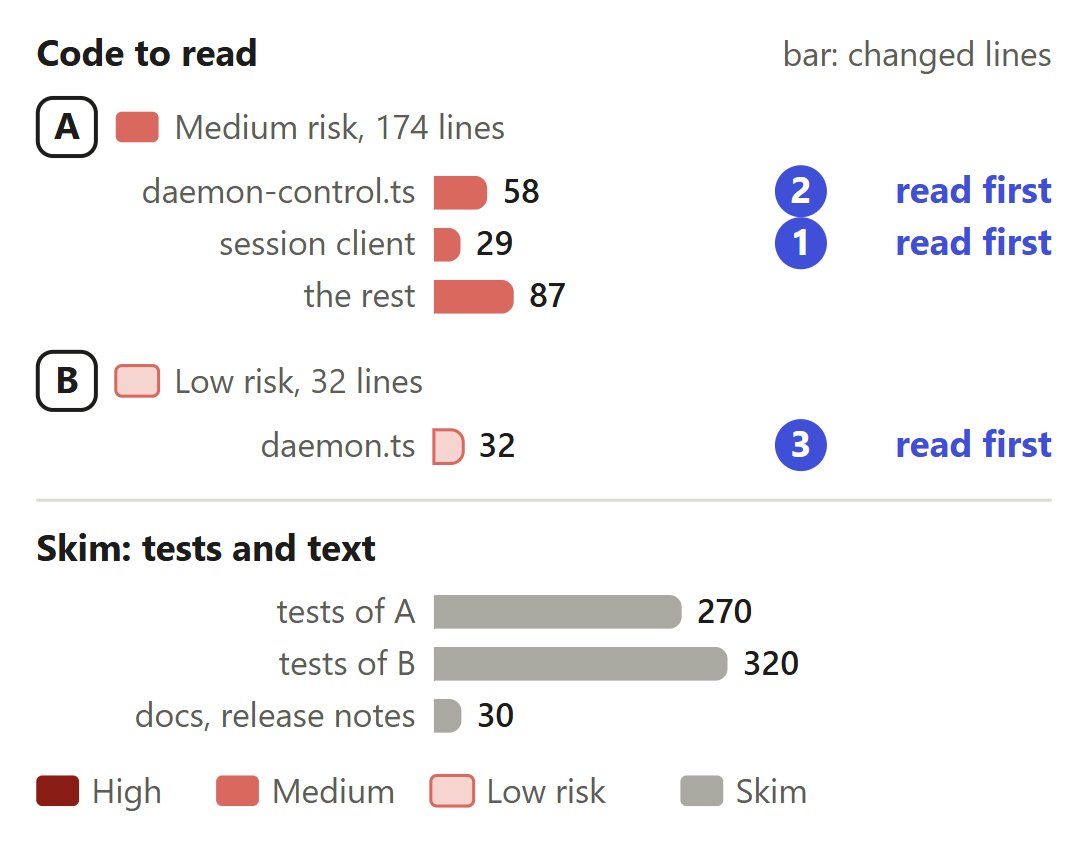 Code to read bar: changed lines
A Medium risk, 174 lines
daemon-control.ts 58 2 read first
session client 29 1 read first
the rest 87
B Low risk, 32 lines
daemon.ts 32 3 read first
Skim: tests and text
tests of A 270
tests of B 320
docs, release notes 30
High Medium Low risk Skim